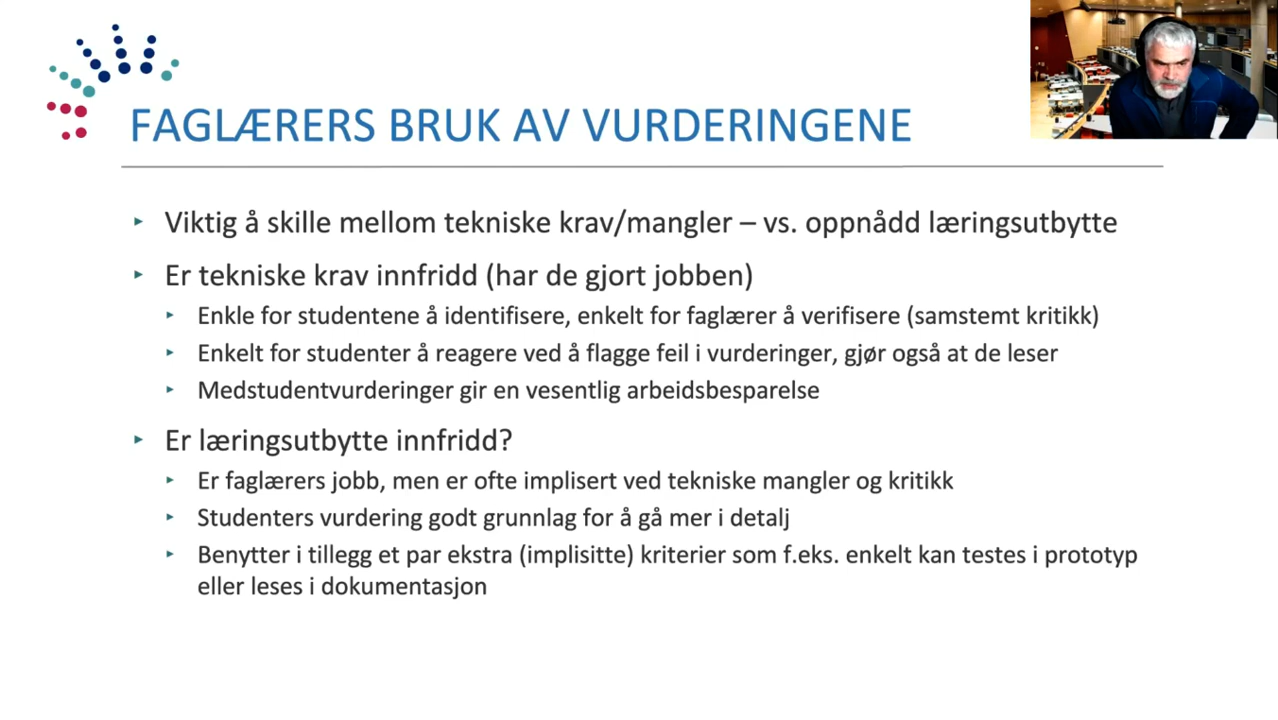 FAGLÆRERS BRUK AV VURDERINGENE
Viktig å skille mellom tekniske krav/mangler – vs. oppnådd læringsutbytte
Er tekniske krav innfridd (har de gjort jobben)
Enkle for studentene å identifisere, enkelt for faglærer å verifisere (samstemt kritikk)
Enkelt for studenter å reagere ved å flagge feil i vurderinger, gjør også at de leser
Medstudentvurderinger gir en vesentlig arbeidsbesparelse
Er læringsutbytte innfridd?
Er faglærers jobb, men er ofte implisert ved tekniske mangler og kritikk
Studenters vurdering godt grunnlag for å gå mer i detalj
Benytter i tillegg et par ekstra (implisitte) kriterier som f.eks. enkelt kan testes i prototyp
eller leses i dokumentasjon